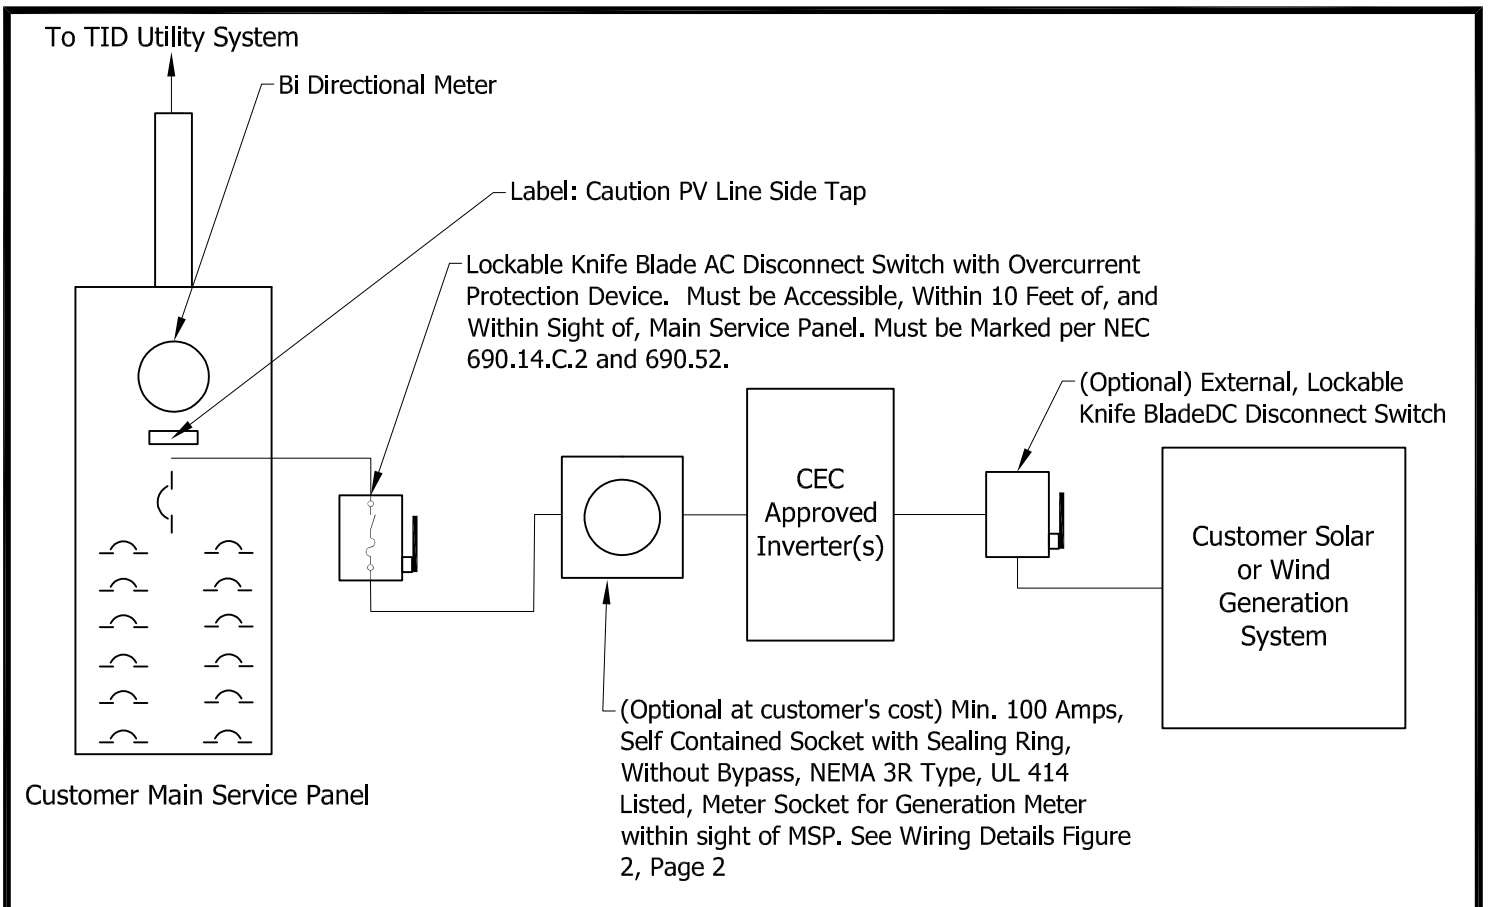 To TID Utility System
Bi Directional Meter
Label: Caution PV Line Side Tap
Lockable Knife Blade AC Disconnect Switch with Overcurrent
Protection Device.  Must be Accessible, Within 10 Feet of, and
Within Sight of, Main Service Panel. Must be Marked per NEC
690.14.C.2 and 690.52.
(Optional) External, Lockable
Knife BladeDC Disconnect Switch
CEC
Approved
Inverter(s)
Customer Solar
or Wind
Generation
System
(Optional at customer's cost) Min. 100 Amps,
Self Contained Socket with Sealing Ring,
Without Bypass, NEMA 3R Type, UL 414
Listed, Meter Socket for Generation Meter
within sight of MSP. See Wiring Details Figure
2, Page 2
Customer Main Service Panel